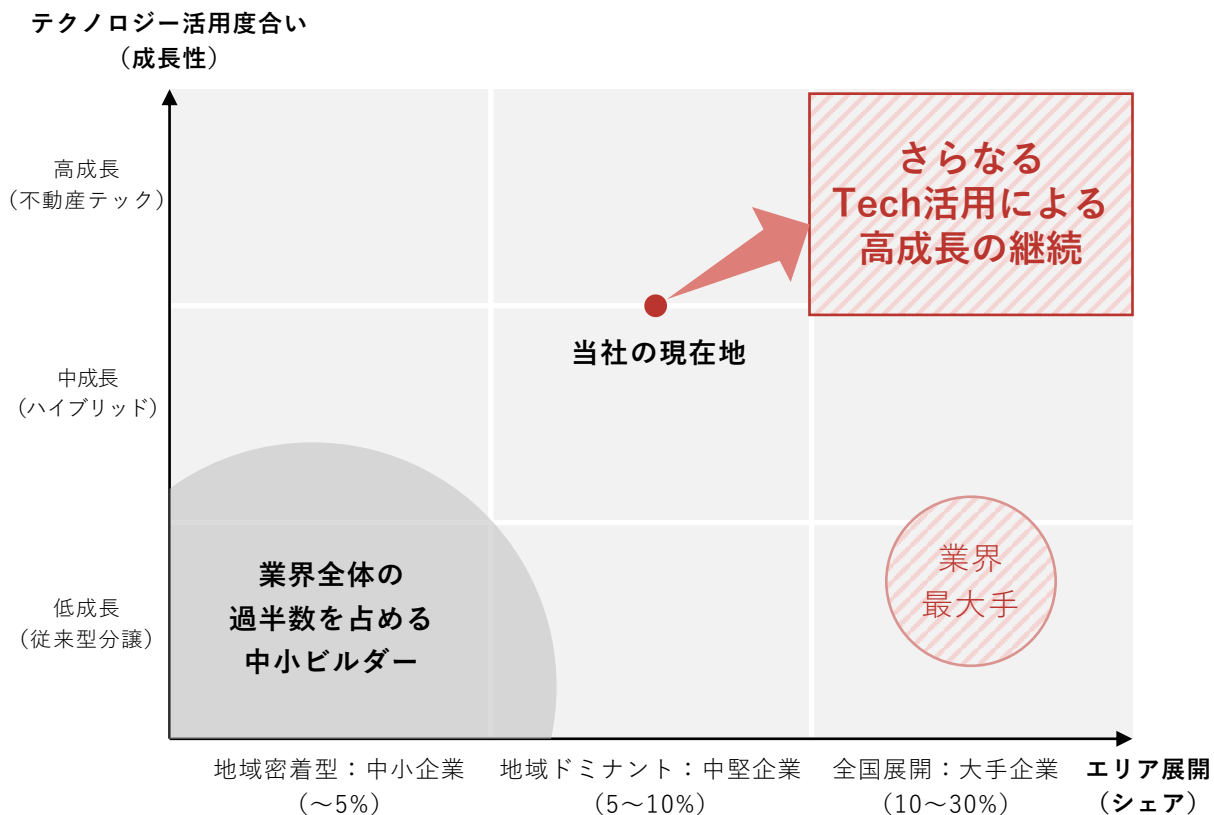 テクノロジー活用度合い
（成長性）
高成長
（不動産テック）
さらなる
Tech活用による
高成長の継続
当社の現在地
中成長
（ハイブリッド）
業界全体の
過半数を占める
中小ビルダー
業界
最大手
低成長
（従来型分譲）
地域密着型：中小企業
（～5%）
地域ドミナント：中堅企業
（5～10%）
全国展開：大手企業
（10～30%）
エリア展開
（シェア）